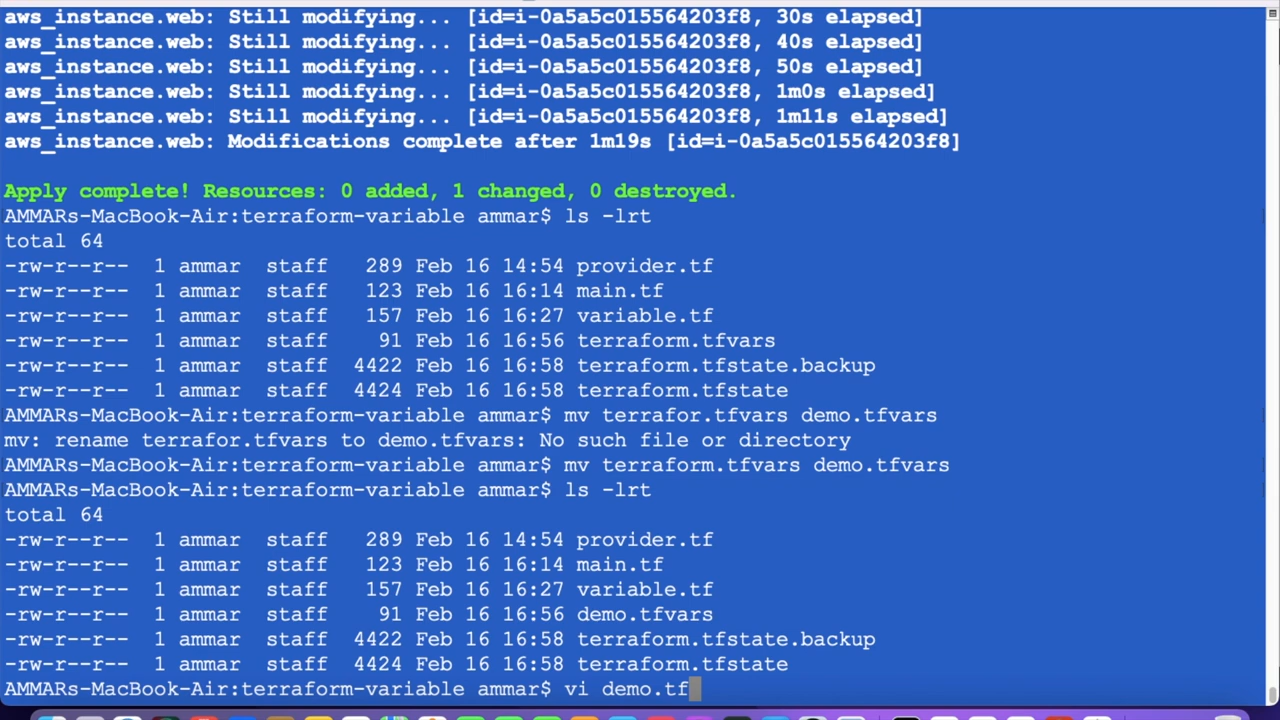 aws_instance.web: Still modifying... [id=i-0a5a5c015564203f8, 30s elapsed]
aws_instance.web: Still modifying... [id=i-0a5a5c015564203f8, 40s elapsed]
aws_instance.web: Still modifying... [id=i-0a5a5c015564203f8, 50s elapsed]
aws_instance.web: Still modifying... [id=i-0a5a5c015564203f8, 1m0s elapsed]
aws_instance.web: Still modifying... [id=i-0a5a5c015564203f8, 1m11s elapsed]
aws_instance.web: Modifications complete after 1m19s [id=i-0a5a5c015564203f8]
Apply complete! Resources: 0 added, 1 changed, 0 destroyed.
AMMARs-MacBook-Air:terraform-variable ammar$ ls -lrt
total 64
-rw-r--r--  1 ammar  staff   289 Feb 16 14:54 provider.tf
-rw-r--r--  1 ammar  staff   123 Feb 16 16:14 main.tf
-rw-r--r--  1 ammar  staff   157 Feb 16 16:27 variable.tf
-rw-r--r--  1 ammar  staff    91 Feb 16 16:56 terraform.tfvars
-rw-r--r--  1 ammar  staff  4422 Feb 16 16:58 terraform.tfstate.backup
-rw-r--r--  1 ammar  staff  4424 Feb 16 16:58 terraform.tfstate
AMMARs-MacBook-Air:terraform-variable ammar$ mv terrafor.tfvars demo.tfvars
mv: rename terrafor.tfvars to demo.tfvars: No such file or directory
AMMARs-MacBook-Air:terraform-variable ammar$ mv terraform.tfvars demo.tfvars
AMMARs-MacBook-Air:terraform-variable ammar$ ls -lrt
total 64
-rw-r--r--  1 ammar  staff   289 Feb 16 14:54 provider.tf
-rw-r--r--  1 ammar  staff   123 Feb 16 16:14 main.tf
-rw-r--r--  1 ammar  staff   157 Feb 16 16:27 variable.tf
-rw-r--r--  1 ammar  staff    91 Feb 16 16:56 demo.tfvars
-rw-r--r--  1 ammar  staff  4422 Feb 16 16:58 terraform.tfstate.backup
-rw-r--r--  1 ammar  staff  4424 Feb 16 16:58 terraform.tfstate
AMMARs-MacBook-Air:terraform-variable ammar$ vi demo.tf